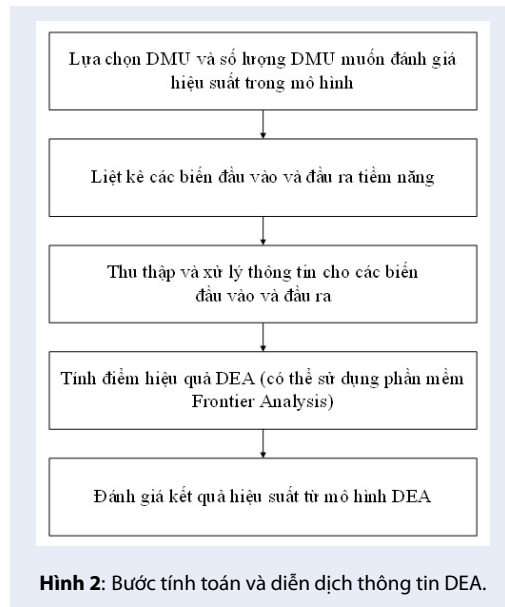 Lựa chọn DMU và số lượng DMU muốn đánh giá
hiệu suất trong mô hình
Liệt kê các biến đầu vào và đầu ra tiềm năng
Thu thập và xử lý thông tin cho các biến
đầu vào và đầu ra
Tính điểm hiệu quả DEA (có thể sử dụng phần mềm
Frontier Analysis)
Đánh giá kết quả hiệu suất từ mô hình DEA
Hình 2: Bước tính toán và diễn dịch thông tin DEA.